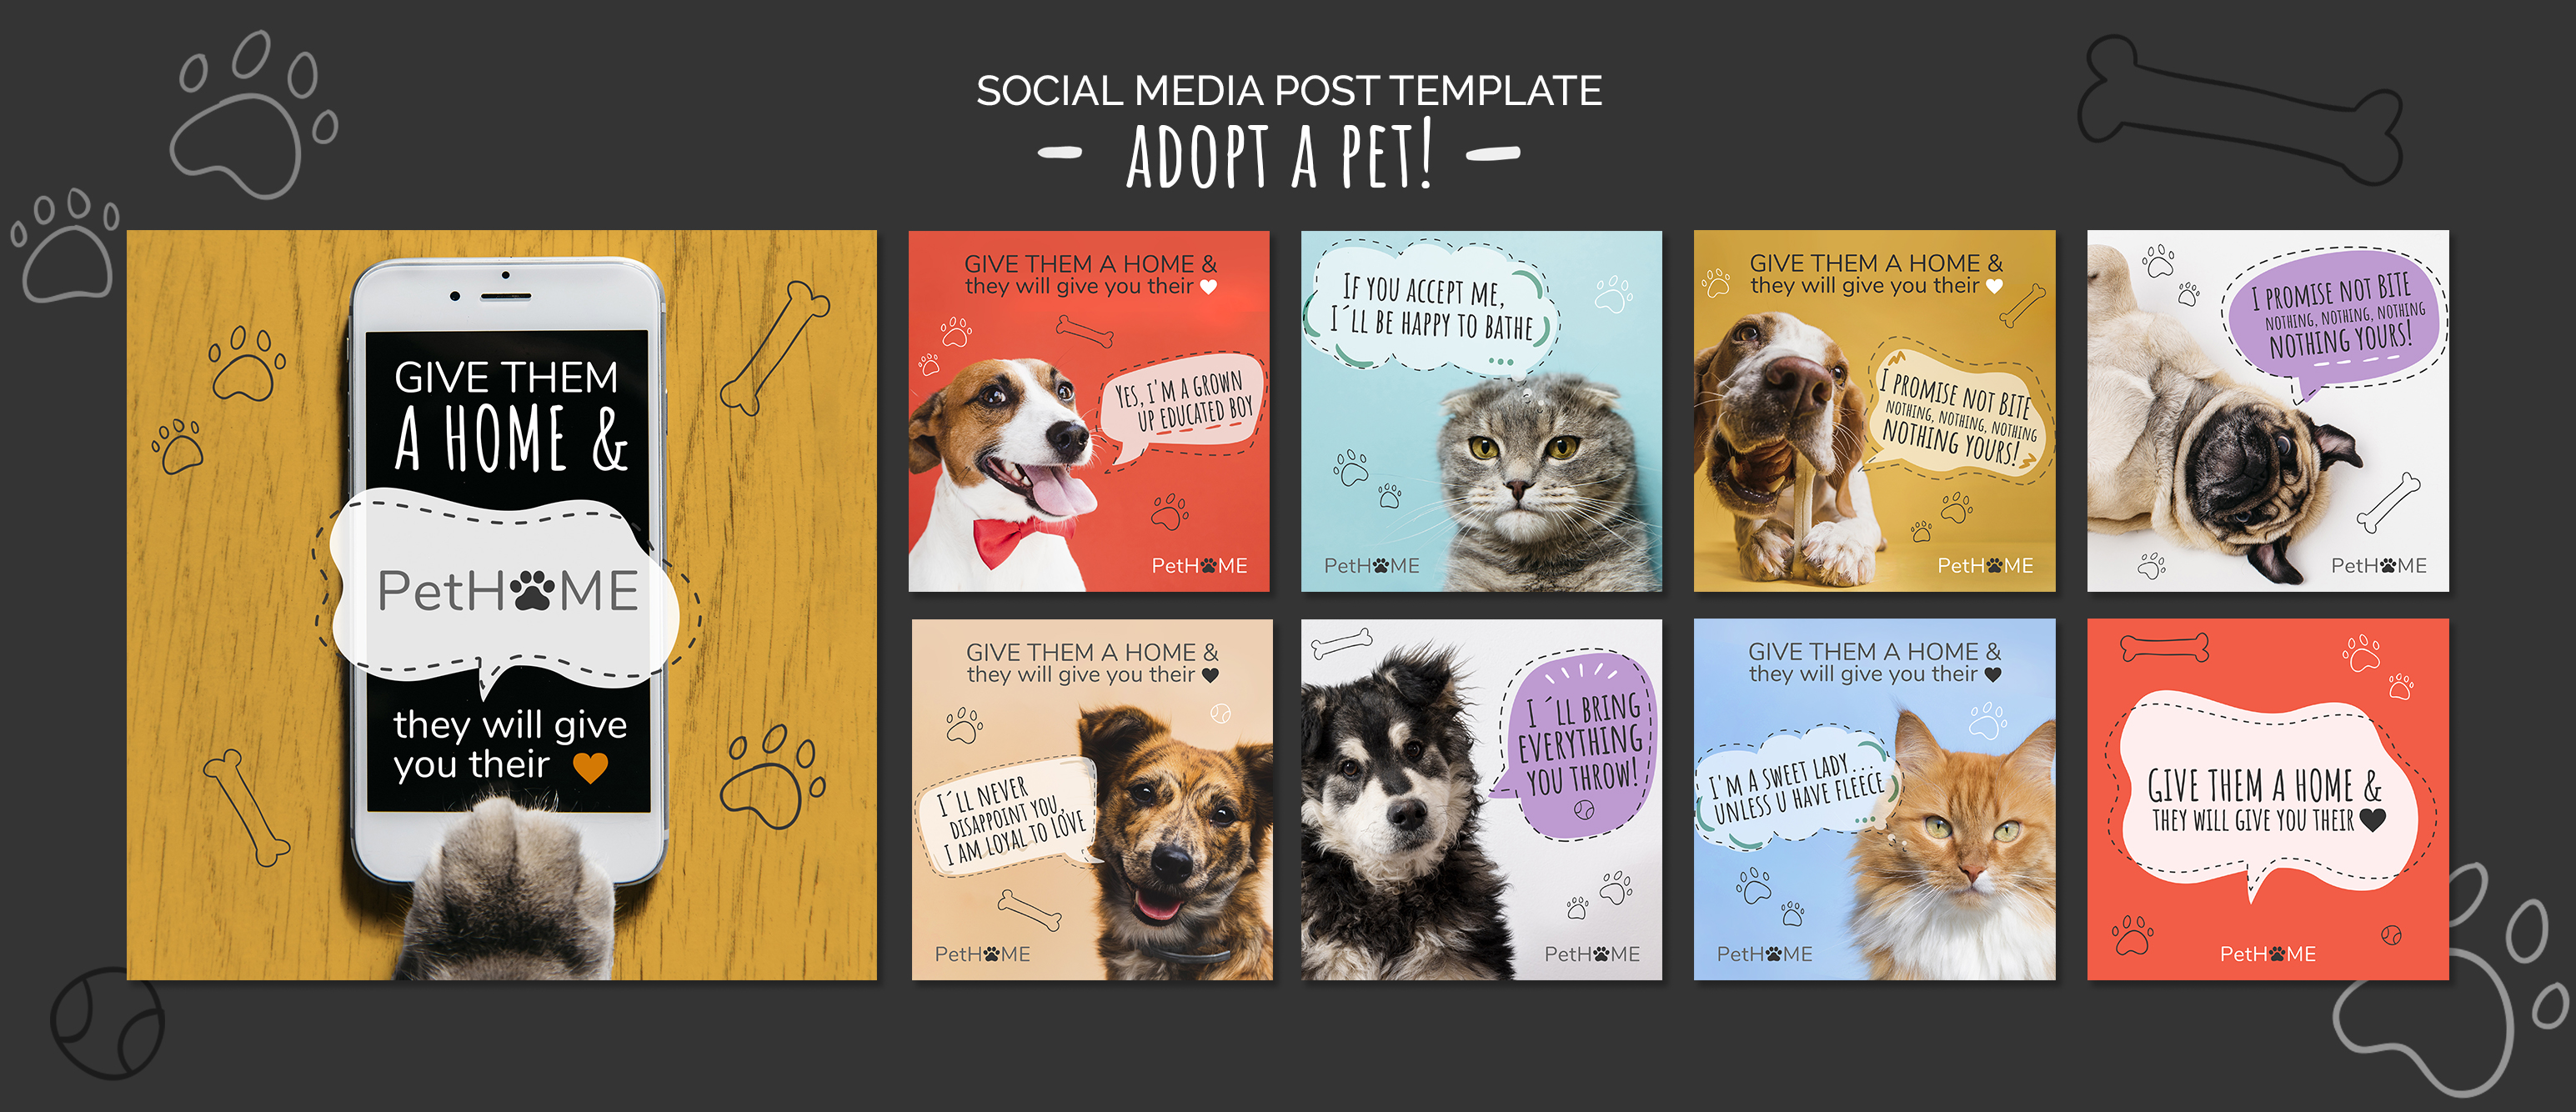 SOCIAL MEDIA POST TEMPLATE
- ADOPT A PET! -
GIVE THEM
A HOME &
PetHOME
they will give
you their
GIVE THEM A HOME &
they will give you their
YES, I'M A GROWN
UP EDUCATED BOY
PetHOME
IF YOU ACCEPT ME,
I´LL BE HAPPY TO BATHE
PetHOME
GIVE THEM A HOME &
they will give you their
I PROMISE NOT BITE
NOTHING, NOTHING, NOTHING
NOTHING YOURS!
PetHOME
I PROMISE NOT BITE
NOTHING, NOTHING, NOTHING
NOTHING YOURS!
PetHOME
GIVE THEM A HOME &
they will give you their
I´LL NEVER
DISAPPOINT YOU,
I AM LOYAL TO LOVE
PetHOME
I ´LL BRING
EVERYTHING
YOU THROW!
PetHOME
GIVE THEM A HOME &
they will give you their
I'M A SWEET LADY...
UNLESS U HAVE FLEECE
PetHOME
GIVE THEM A HOME &
THEY WILL GIVE YOU THEIR
PetHOME